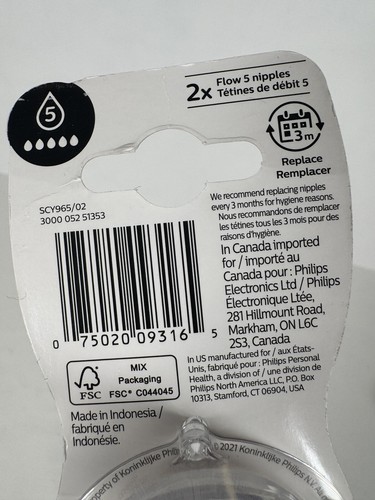 2x Flow 5 nipples
Tétines de débit 5
5
3m
Replace
Remplacer
SCY965/02
3000 052 51353
We recommend replacing nipples
every 3 months for hygiene reasons.
Nous recommandons de remplacer
les tétines tous les 3 mois pour des
raisons d'hygiène.
In Canada imported
for / importé au
Canada pour : Philips
Electronics Ltd / Philips
Électronique Ltée,
281 Hillmount Road,
Markham, ON L6C
2S3, Canada
0 75020 09316 5
FSC
MIX
Packaging
FSC® C044045
In US manufactured for / aux États-
Unis, fabriqué pour : Philips Personal
Health, a division of / une division de
Philips North America LLC, P.O. Box
10313, Stamford, CT 06904, USA
Made in Indonesia /
fabriqué en
Indonésie.
perty of Koninklijke Phili
©2021 Koninklijke Philips N.V.